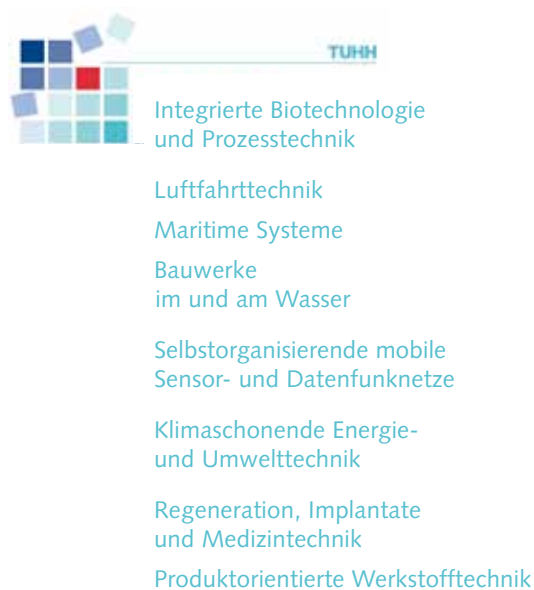 TUHH
Integrierte Biotechnologie
und Prozesstechnik
Luftfahrttechnik
Maritime Systeme
Bauwerke
im und am Wasser
Selbstorganisierende mobile
Sensor- und Datenfunknetze
Klimaschonende Energie-
und Umwelttechnik
Regeneration, Implantate
und Medizintechnik
Produktorientierte Werkstofftechnik